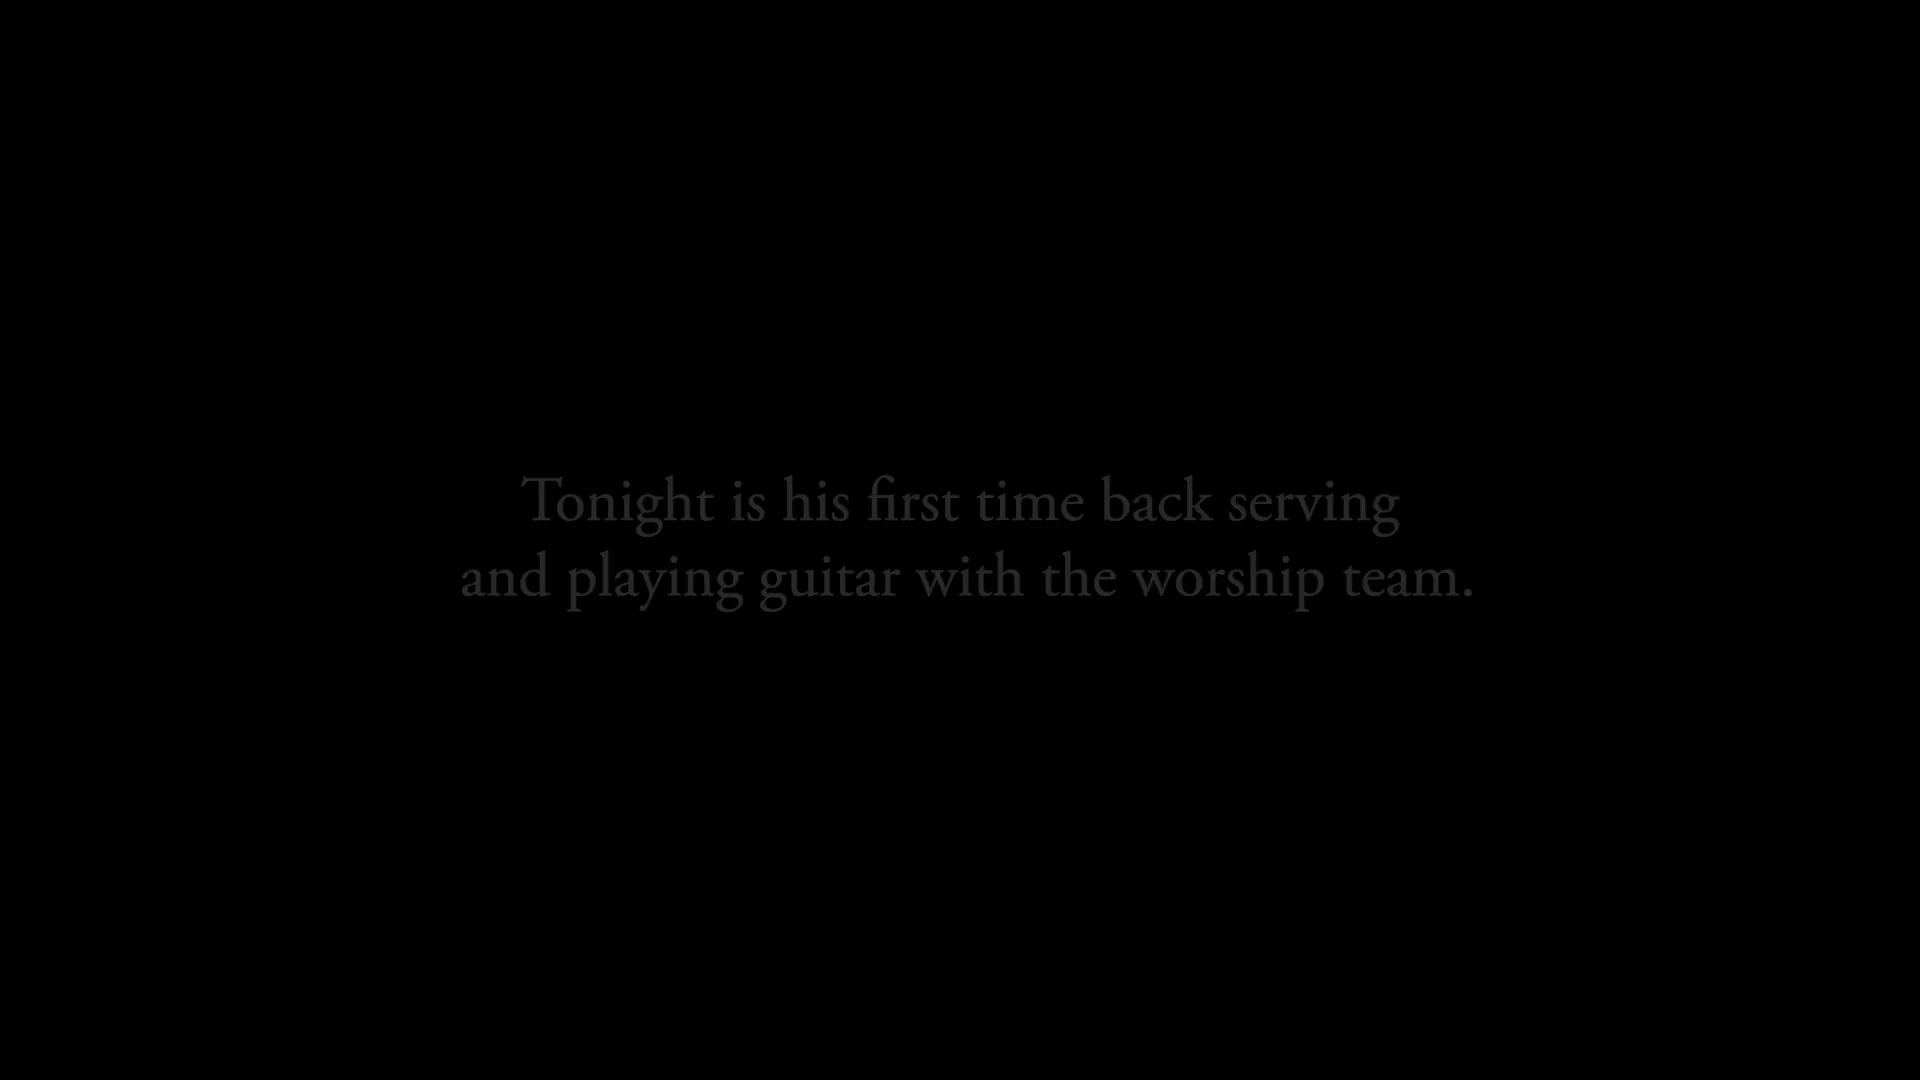 Tonight is his first time back serving
and playing guitar with the worship team.